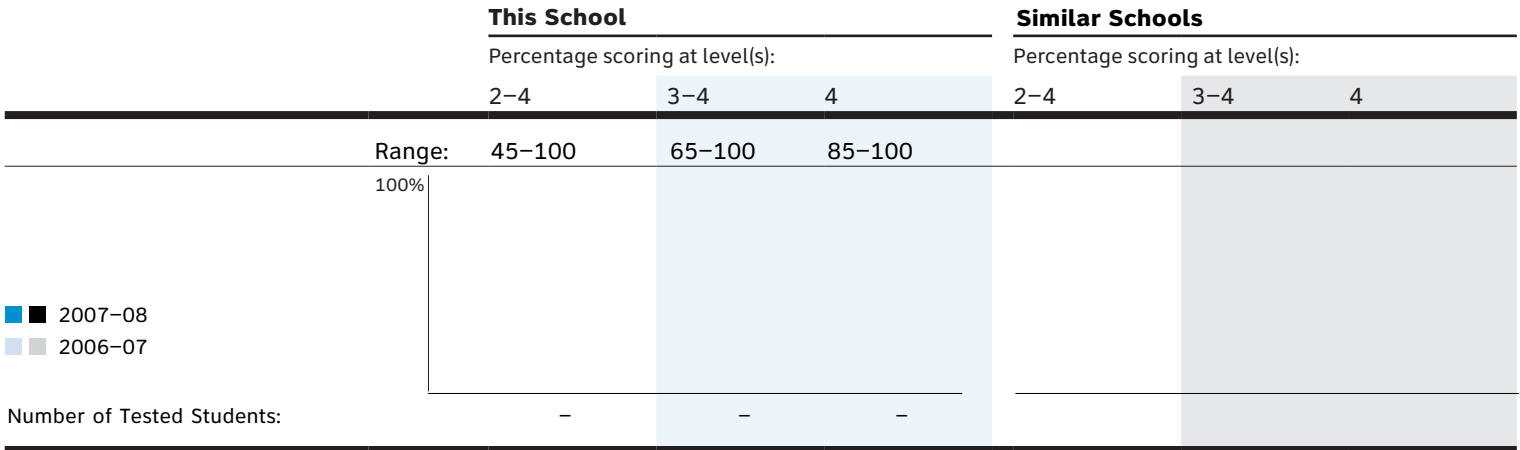 This School Similar Schools
Percentage scoring at level(s): Percentage scoring at level(s):
2–4 3–4 4 2–4 3–4 4
Range: 45–100 65–100 85–100
100%
2007–08
2006–07
Number of Tested Students: – – –